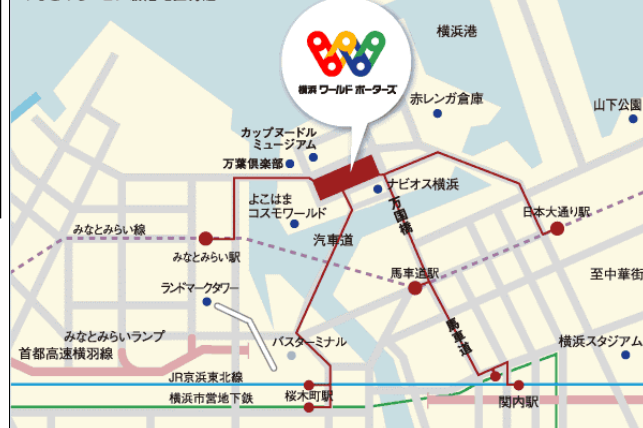 横浜港
横浜 ワールド ポーターズ
赤レンガ倉庫
山下公園
カップヌードル
ミュージアム
万葉倶楽部
ナビオス横浜
よこはま
コスモワールド
万国橋
日本大通り駅
みなとみらい線
汽車道
みなとみらい駅
馬車道駅
至中華街
ランドマークタワー
馬車道
みなとみらいランプ
バスターミナル
横浜スタジアム
首都高速横羽線
JR京浜東北線
桜木町駅
関内駅
横浜市営地下鉄